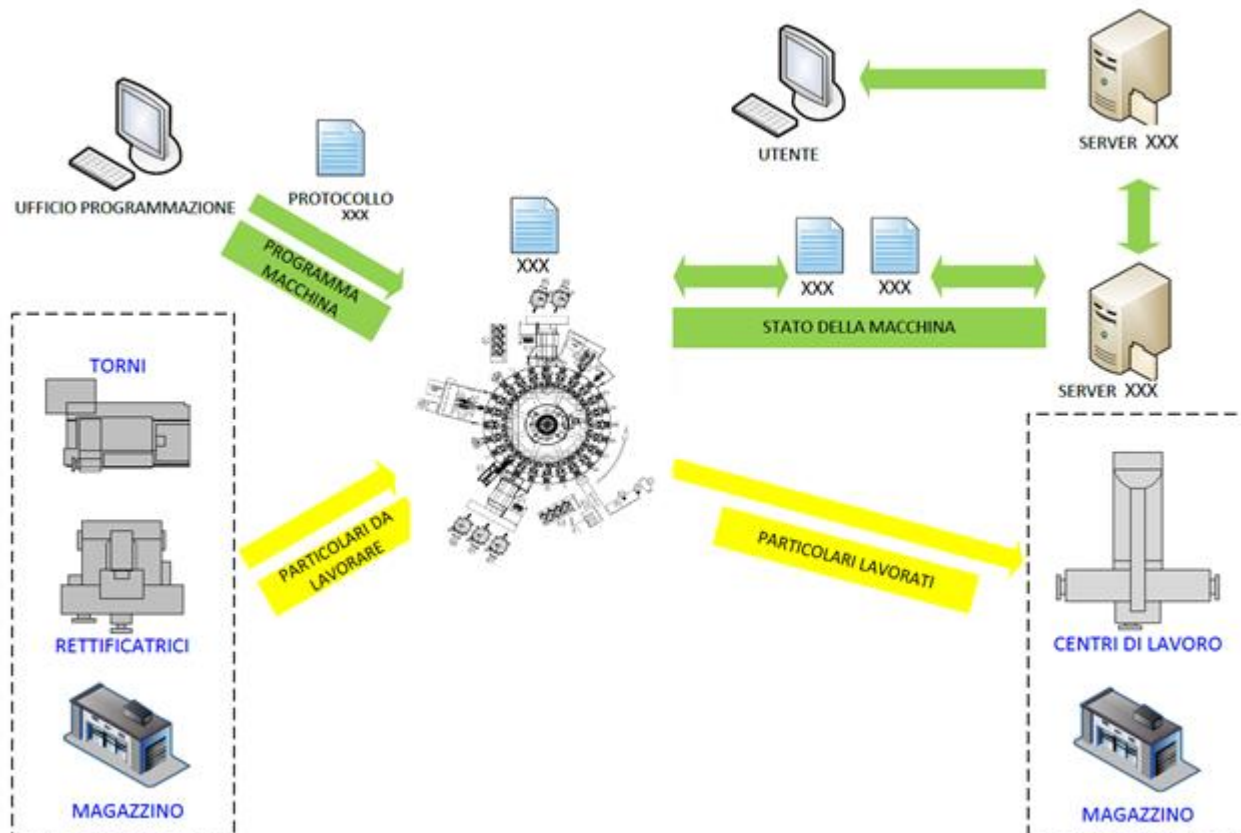 UFFICIO PROGRAMMAZIONE
PROTOCOLLO
XXX
PROGRAMMA
MACCHINA
XXX
UTENTE
SERVER XXX
XXX
XXX
STATO DELLA MACCHINA
SERVER XXX
TORNI
RETTIFICATRICI
MAGAZZINO
PARTICOLARI DA
LAVORARE
PARTICOLARI LAVORATI
CENTRI DI LAVORO
MAGAZZINO